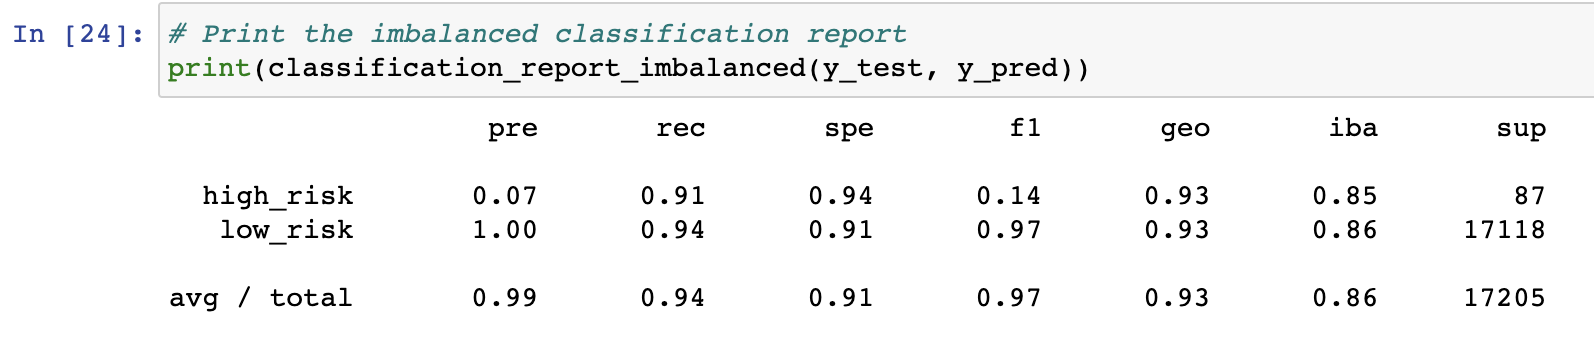 In [24]: # Print the imbalanced classification report
print(classification_report_imbalanced(y_test, y_pred))
pre rec spe f1 geo iba sup
high_risk 0.07 0.91 0.94 0.14 0.93 0.85 87
low_risk 1.00 0.94 0.91 0.97 0.93 0.86 17118
avg / total 0.99 0.94 0.91 0.97 0.93 0.86 17205